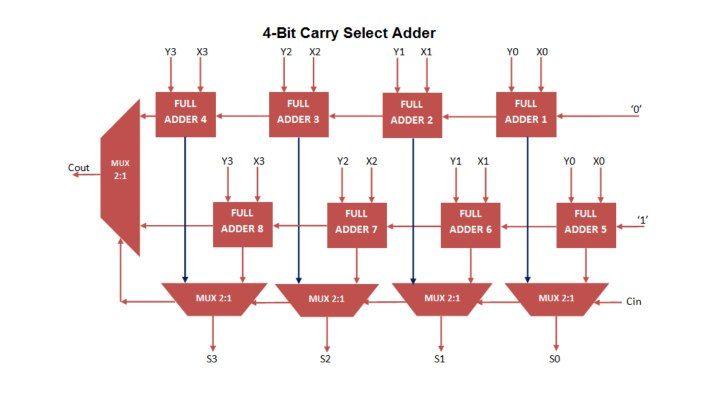 4-Bit Carry Select Adder
Y3 X3 Y2 X2 Y1 X1 Y0 X0
FULL ADDER 4
FULL ADDER 3
FULL ADDER 2
FULL ADDER 1
'0'
MUX
2:1
Cout
Y3 X3 Y2 X2 Y1 X1 Y0 X0
FULL ADDER 8
FULL ADDER 7
FULL ADDER 6
FULL ADDER 5
'1'
MUX 2:1 MUX 2:1 MUX 2:1 MUX 2:1 Cin
S3 S2 S1 S0